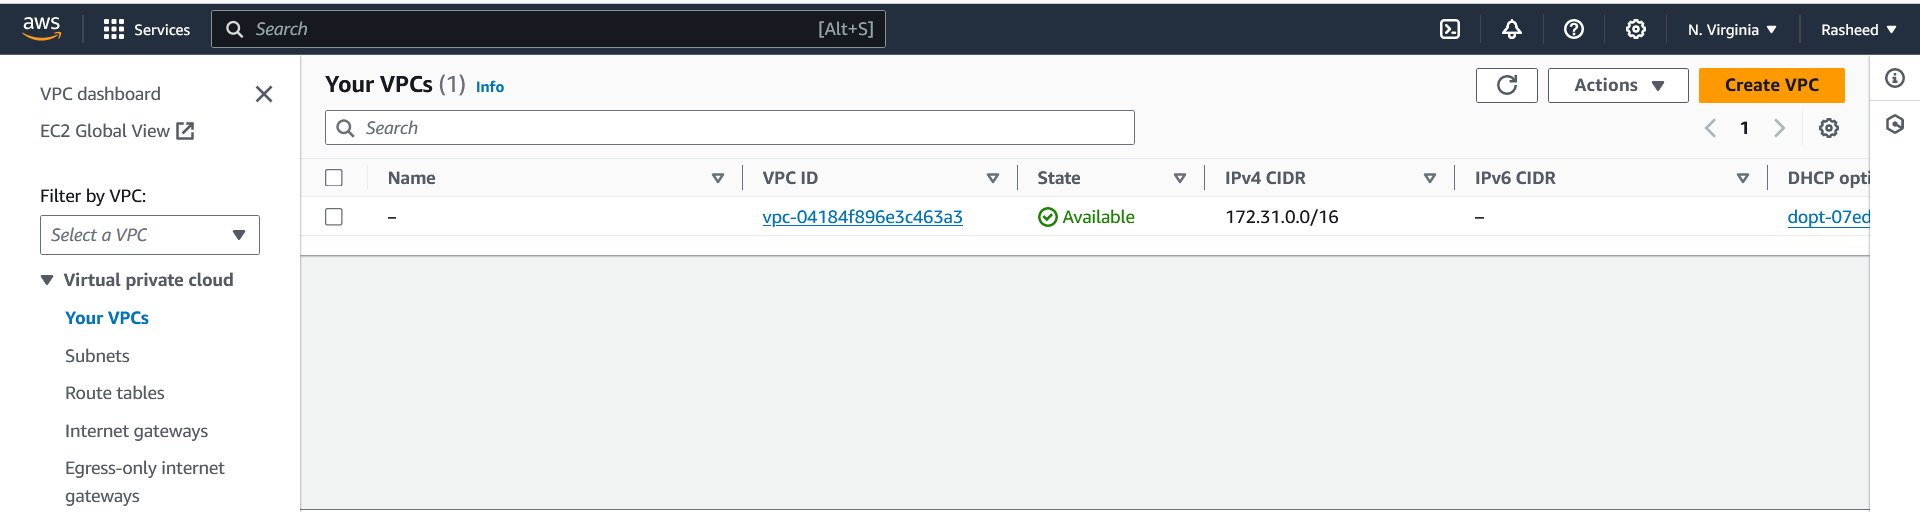 aws
Services
Search [Alt+S]
N. Virginia
Rasheed
VPC dashboard
EC2 Global View
Filter by VPC:
Select a VPC
Virtual private cloud
Your VPCs
Subnets
Route tables
Internet gateways
Egress-only internet
gateways
Your VPCs (1) Info
Actions
Create VPC
Search
1
Name VPC ID State IPv4 CIDR IPv6 CIDR DHCP opti
– vpc-04184f896e3c463a3 Available 172.31.0.0/16 – dopt-07ed